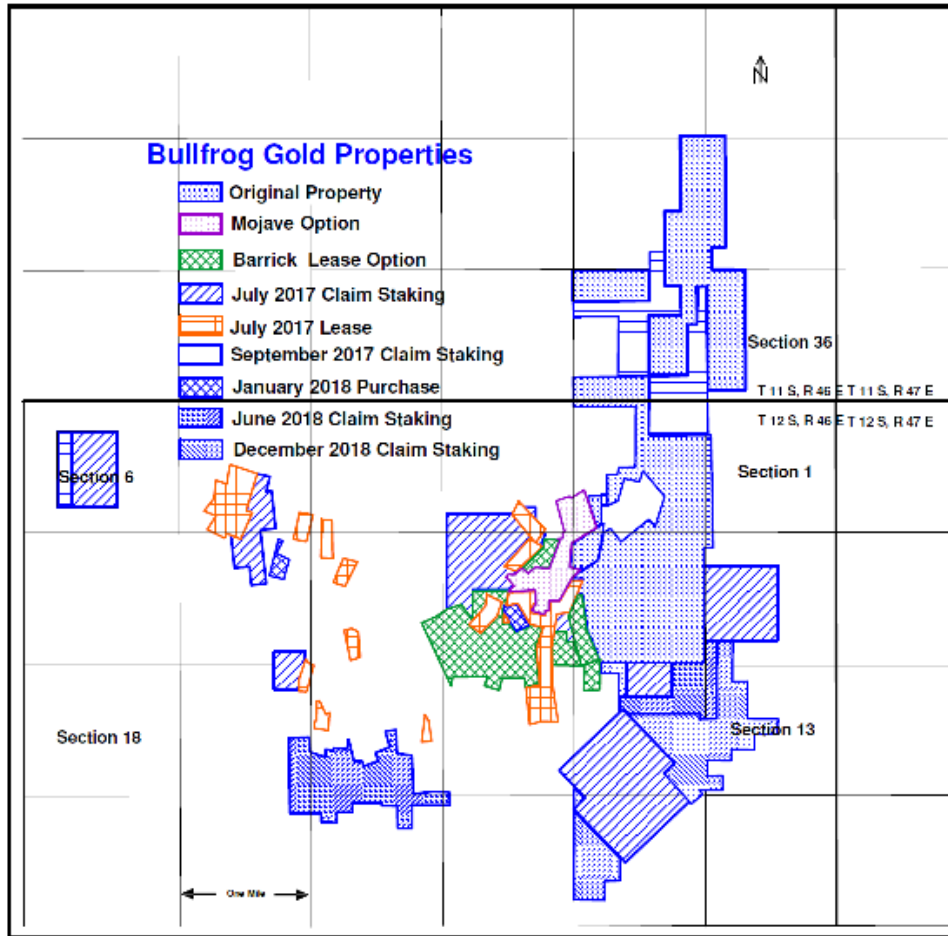 N
Bullfrog Gold Properties
Original Property
Mojave Option
Barrick Lease Option
July 2017 Claim Staking
July 2017 Lease
September 2017 Claim Staking
January 2018 Purchase
June 2018 Claim Staking
December 2018 Claim Staking
Section 36
T 11 S, R 46 E T 11 S, R 47 E
T 12 S, R 46 E T 12 S, R 47 E
Section 1
Section 6
Section 18
Section 13
One Mile